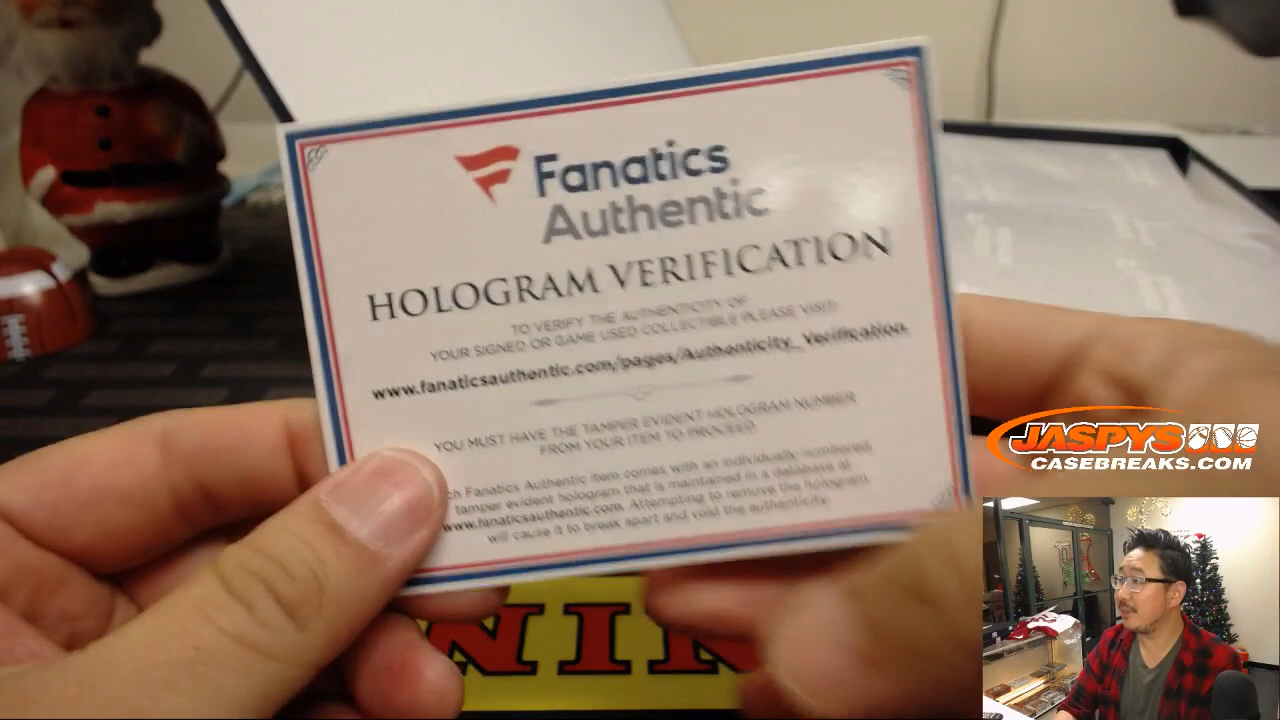 Fanatics
Authentic
HOLOGRAM VERIFICATION
TO VERIFY THE AUTHENTICITY OF
YOUR SIGNED OR GAME USED COLLECTIBLE PLEASE VISIT:
www.fanaticsauthentic.com/pages/Authenticity_Verification
YOU MUST HAVE THE TAMPER EVIDENT HOLOGRAM NUMBER
FROM YOUR ITEM TO PROCEED
ch Fanatics Authentic item comes with an individually numbered,
tamper evident hologram that is maintained in a database at
www.fanaticsauthentic.com. Attempting to remove the hologram
will cause it to break apart and void the authenticity.
JASPYS
CASEBREAKS.COM
NIN